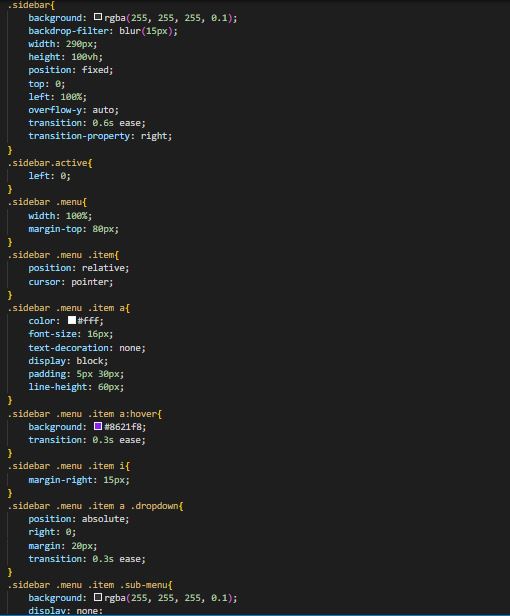 .sidebar{
background: rgba(255, 255, 255, 0.1);
backdrop-filter: blur(15px);
width: 290px;
height: 100vh;
position: fixed;
top: 0;
left: 100%;
overflow-y: auto;
transition: 0.6s ease;
transition-property: right;
}
.sidebar.active{
left: 0;
}
.sidebar .menu{
width: 100%;
margin-top: 80px;
}
.sidebar .menu .item{
position: relative;
cursor: pointer;
}
.sidebar .menu .item a{
color: #fff;
font-size: 16px;
text-decoration: none;
display: block;
padding: 5px 30px;
line-height: 60px;
}
.sidebar .menu .item a:hover{
background: #8621f8;
transition: 0.3s ease;
}
.sidebar .menu .item i{
margin-right: 15px;
}
.sidebar .menu .item a .dropdown{
position: absolute;
right: 0;
margin: 20px;
transition: 0.3s ease;
}
.sidebar .menu .item .sub-menu{
background: rgba(255, 255, 255, 0.1);
display: none;